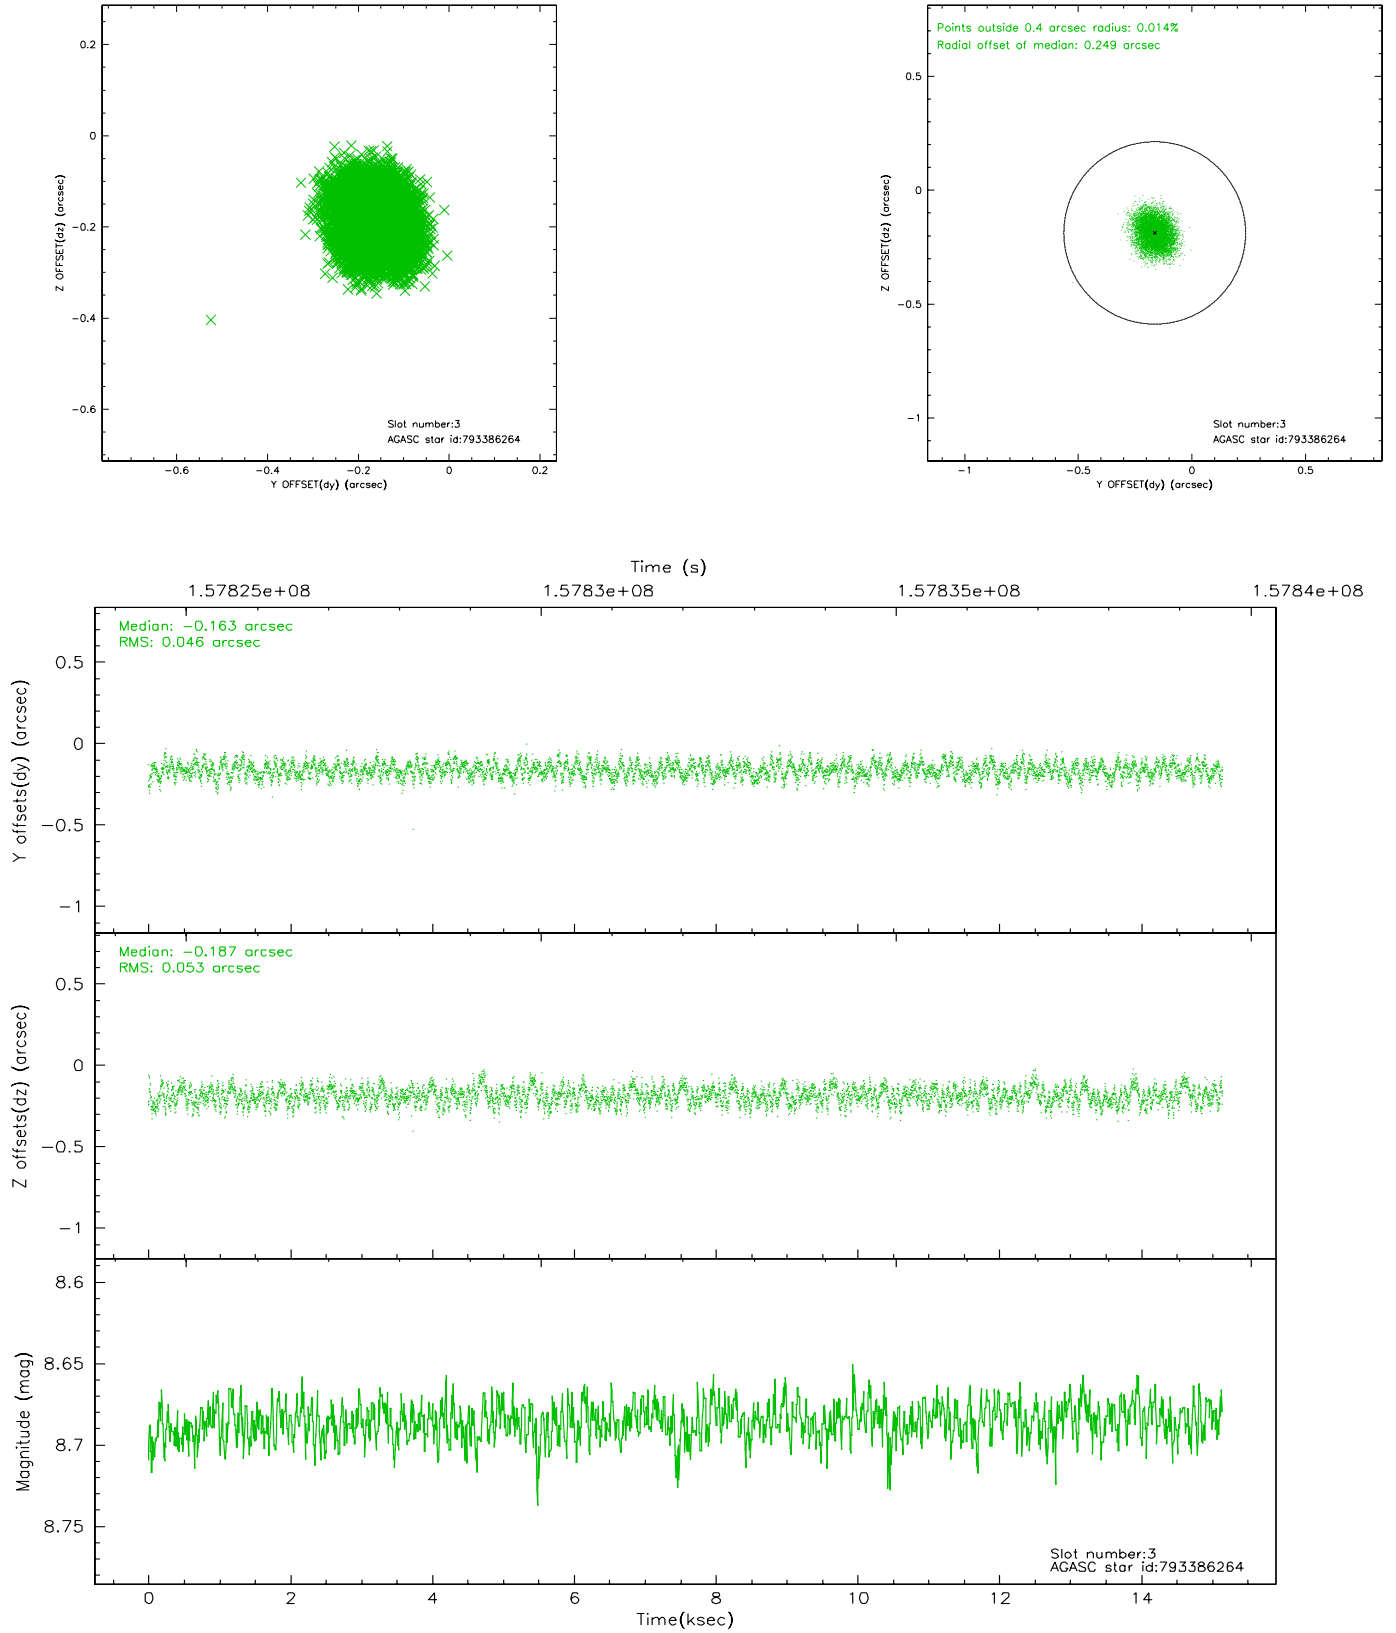 0.2
0
−0.2
−0.4
−0.6
Z OFFSET(dz) (arcsec)
Slot number:3
AGASC star id:793386264
−0.6 −0.4 −0.2 0 0.2
Y OFFSET(dy) (arcsec)
Points outside 0.4 arcsec radius: 0.014%
Radial offset of median: 0.249 arcsec
0.5
0
−0.5
−1
Z OFFSET(dz) (arcsec)
Slot number:3
AGASC star id:793386264
−1 −0.5 0 0.5
Y OFFSET(dy) (arcsec)
Time (s)
1.57825e+08 1.5783e+08 1.57835e+08 1.5784e+08
Median: −0.163 arcsec
RMS: 0.046 arcsec
0.5
0
−0.5
−1
Y offsets(dy) (arcsec)
Median: −0.187 arcsec
RMS: 0.053 arcsec
0.5
0
−0.5
−1
Z offsets(dz) (arcsec)
8.6
8.65
8.7
8.75
Magnitude (mag)
Slot number:3
AGASC star id:793386264
0 2 4 6 8 10 12 14
Time(ksec)